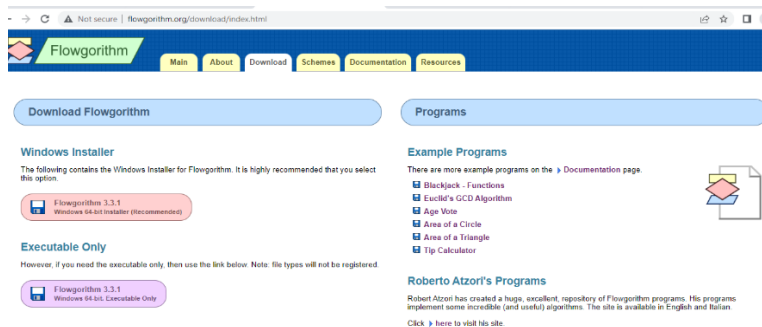 Not secure | flowgorithm.org/download/index.html
Flowgorithm
Main About Download Schemes Documentation Resources
Download Flowgorithm
Windows Installer
The following contains the Windows Installer for Flowgorithm. It is highly recommended that you select
this option.
Flowgorithm 3.3.1
Windows 64-bit Installer (Recommended)
Executable Only
However, if you need the executable only, then use the link below. Note: file types will not be registered.
Flowgorithm 3.3.1
Windows 64-bit. Executable Only
Programs
Example Programs
There are more example programs on the Documentation page.
Blackjack - Functions
Euclid's GCD Algorithm
Age Vote
Area of a Circle
Area of a Triangle
Tip Calculator
Roberto Atzori's Programs
Robert Atzori has created a huge, excellent, repository of Flowgorithm programs. His programs
implement some incredible (and useful) algorithms. The site is available in English and Italian.
Click here to visit his site.